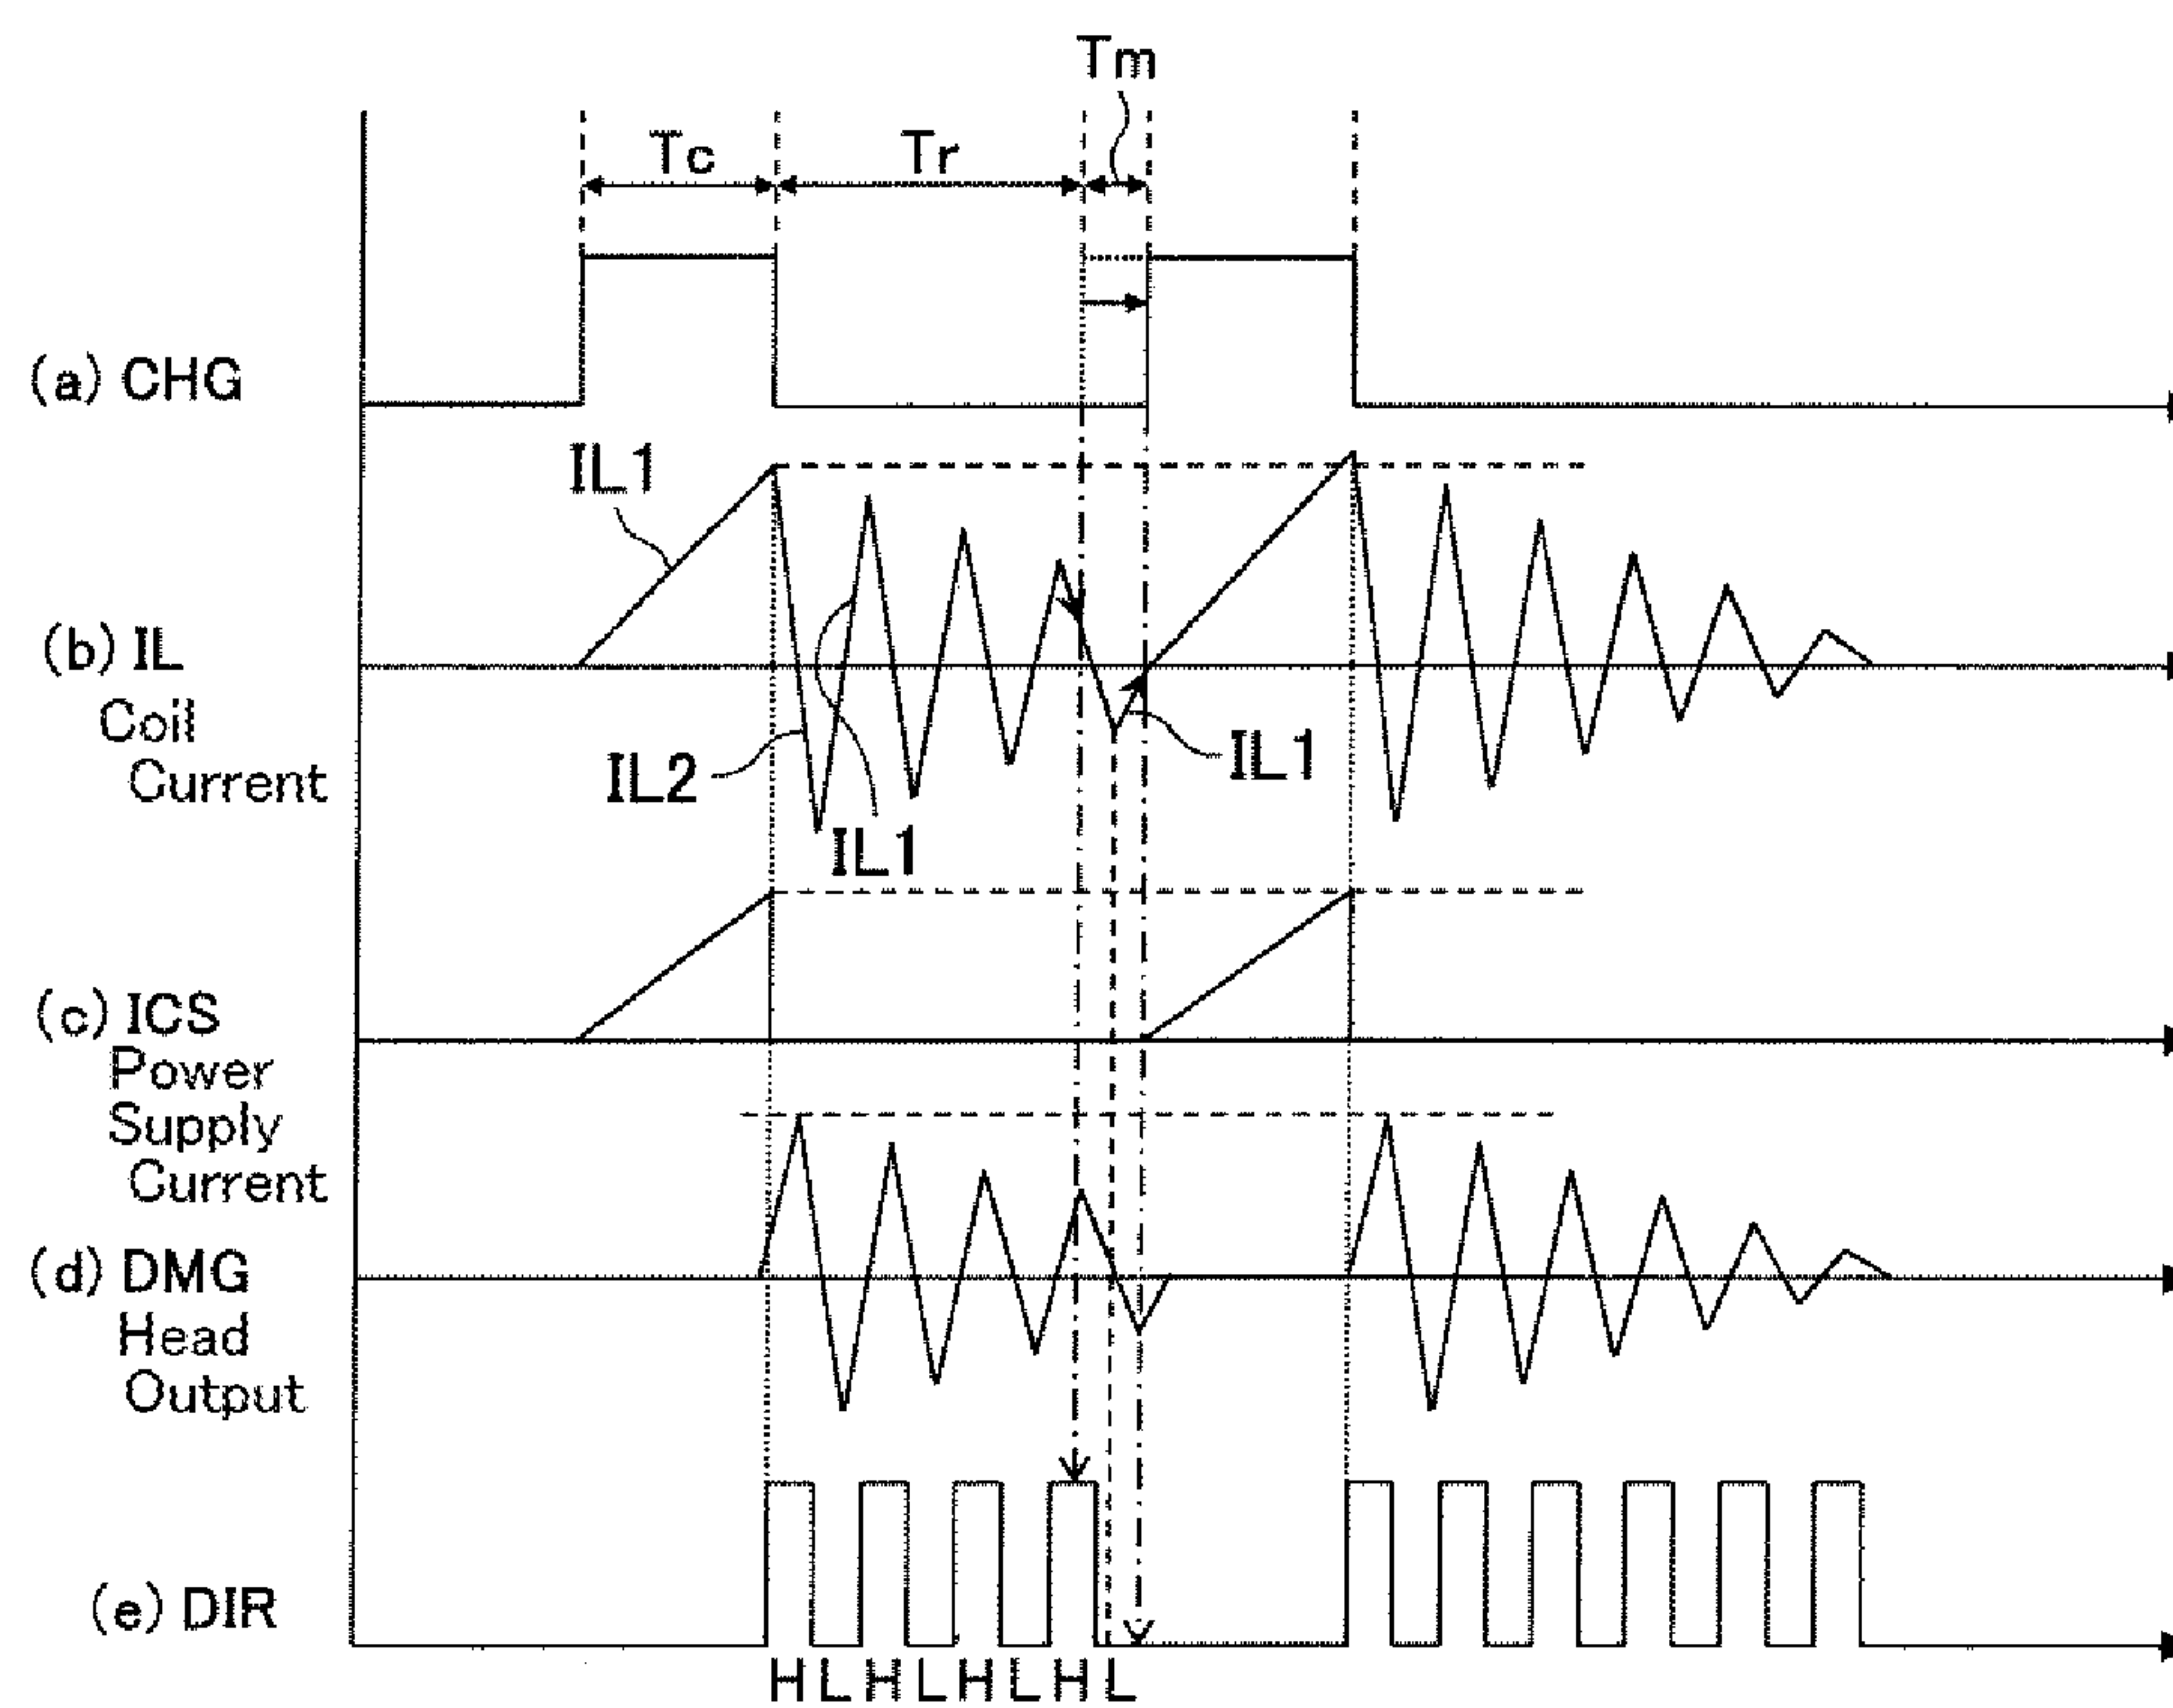 Tm
Tc
Tr
(a) CHG
IL1
(b) IL
Coil
Current
IL2
IL1
IL1
(c) ICS
Power
Supply
Current
(d) DMG
Head
Output
(e) DIR
H L H L H L H L